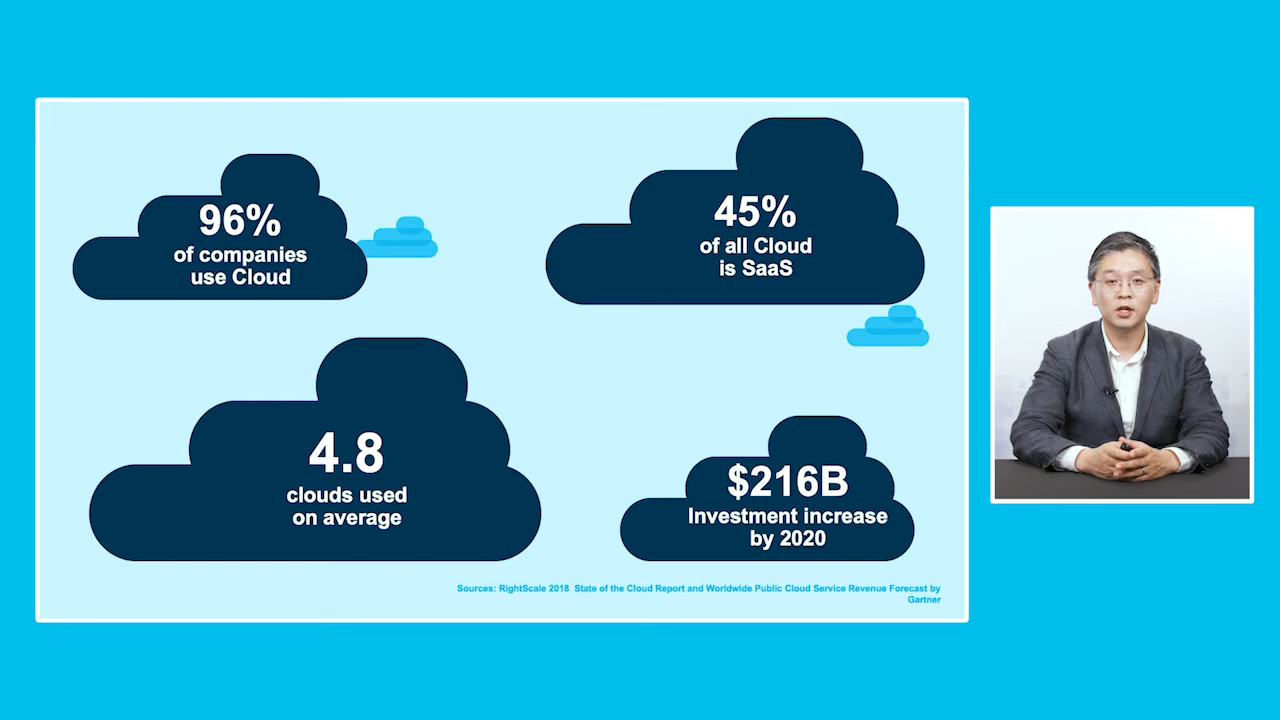 96%
of companies
use Cloud
45%
of all Cloud
is SaaS
4.8
clouds used
on average
$216B
Investment increase
by 2020
Sources: RightScale 2018  State of the Cloud Report and Worldwide Public Cloud Service Revenue Forecast by
Gartner